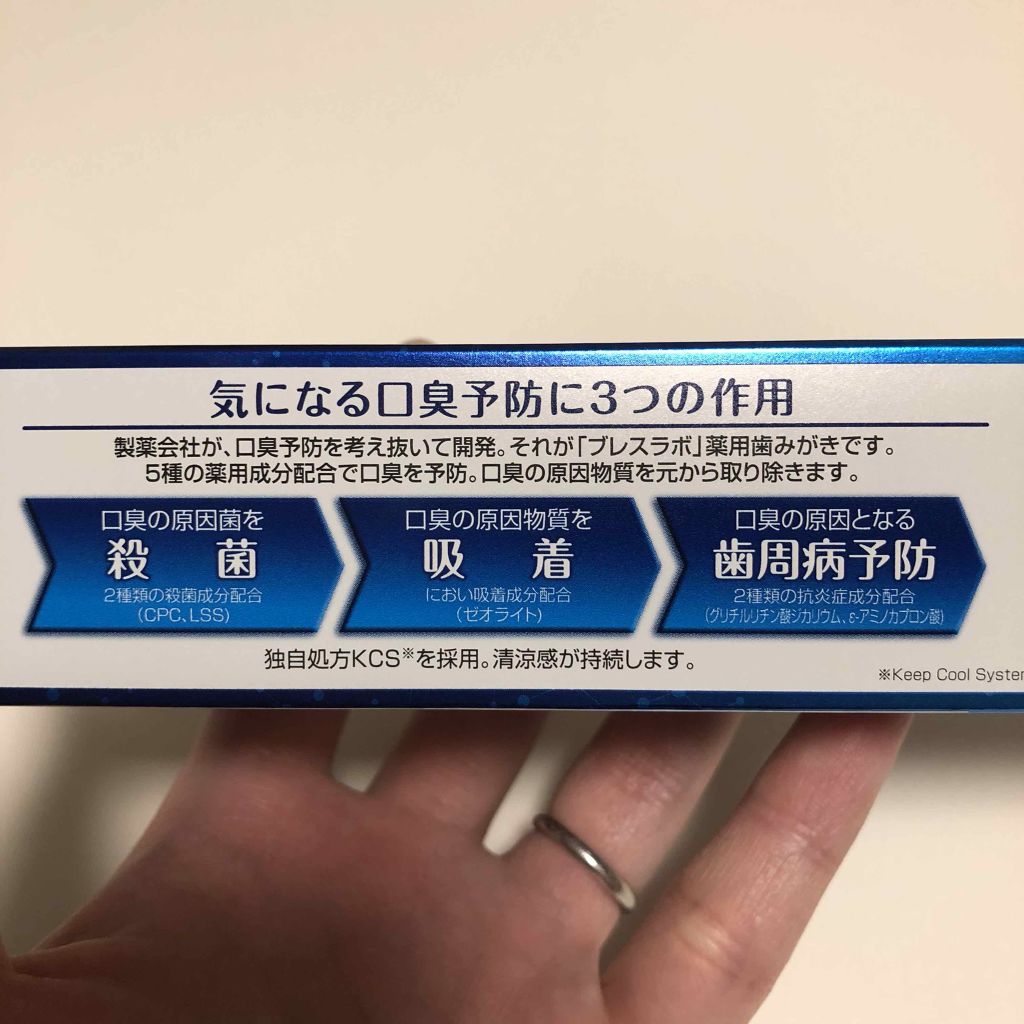 気になる口臭予防に3つの作用
製薬会社が、口臭予防を考え抜いて開発。それが「ブレスラボ」薬用歯みがきです。
5種の薬用成分配合で口臭を予防。口臭の原因物質を元から取り除きます。
口臭の原因菌を
殺菌
2種類の殺菌成分配合
(CPC、LSS)
口臭の原因物質を
吸着
におい吸着成分配合
(ゼオライト)
口臭の原因となる
歯周病予防
2種類の抗炎症成分配合
(グリチルリチン酸ジカリウム、ε-アミノカプロン酸)
独自処方KCS※を採用。清涼感が持続します。
※Keep Cool System